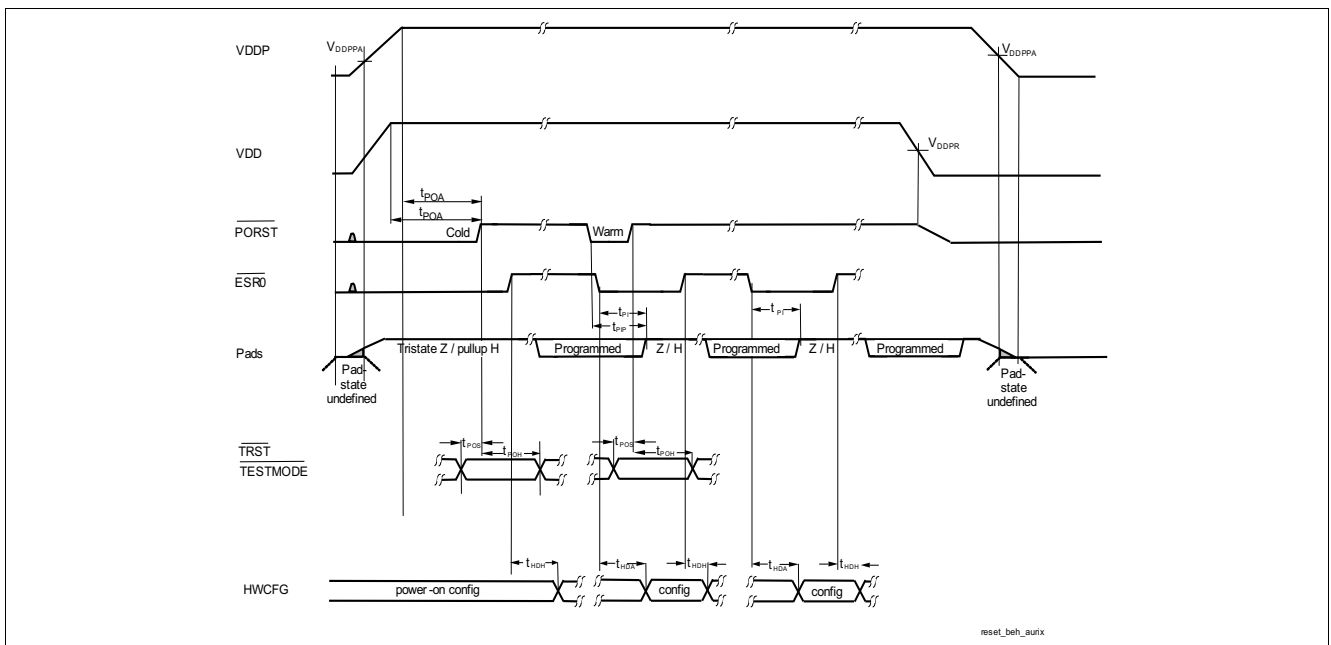 VDDP
VDDPPA
VDDPPA
VDD
VDDPR
tPOA
tPOA
PORST
Cold
Warm
ESR0
tPI
tPIP
tPI
Pads
Tristate Z / pullup H
Programmed
Z / H
Programmed
Z / H
Programmed
Pad-
state
undefined
Pad-
state
undefined
tPOS
tPOH
tPOS
tPOH
TRST
TESTMODE
tHDH
tHDA
tHDH
tHDA
tHDH
HWCFG
power-on config
config
config
reset_beh_aurix